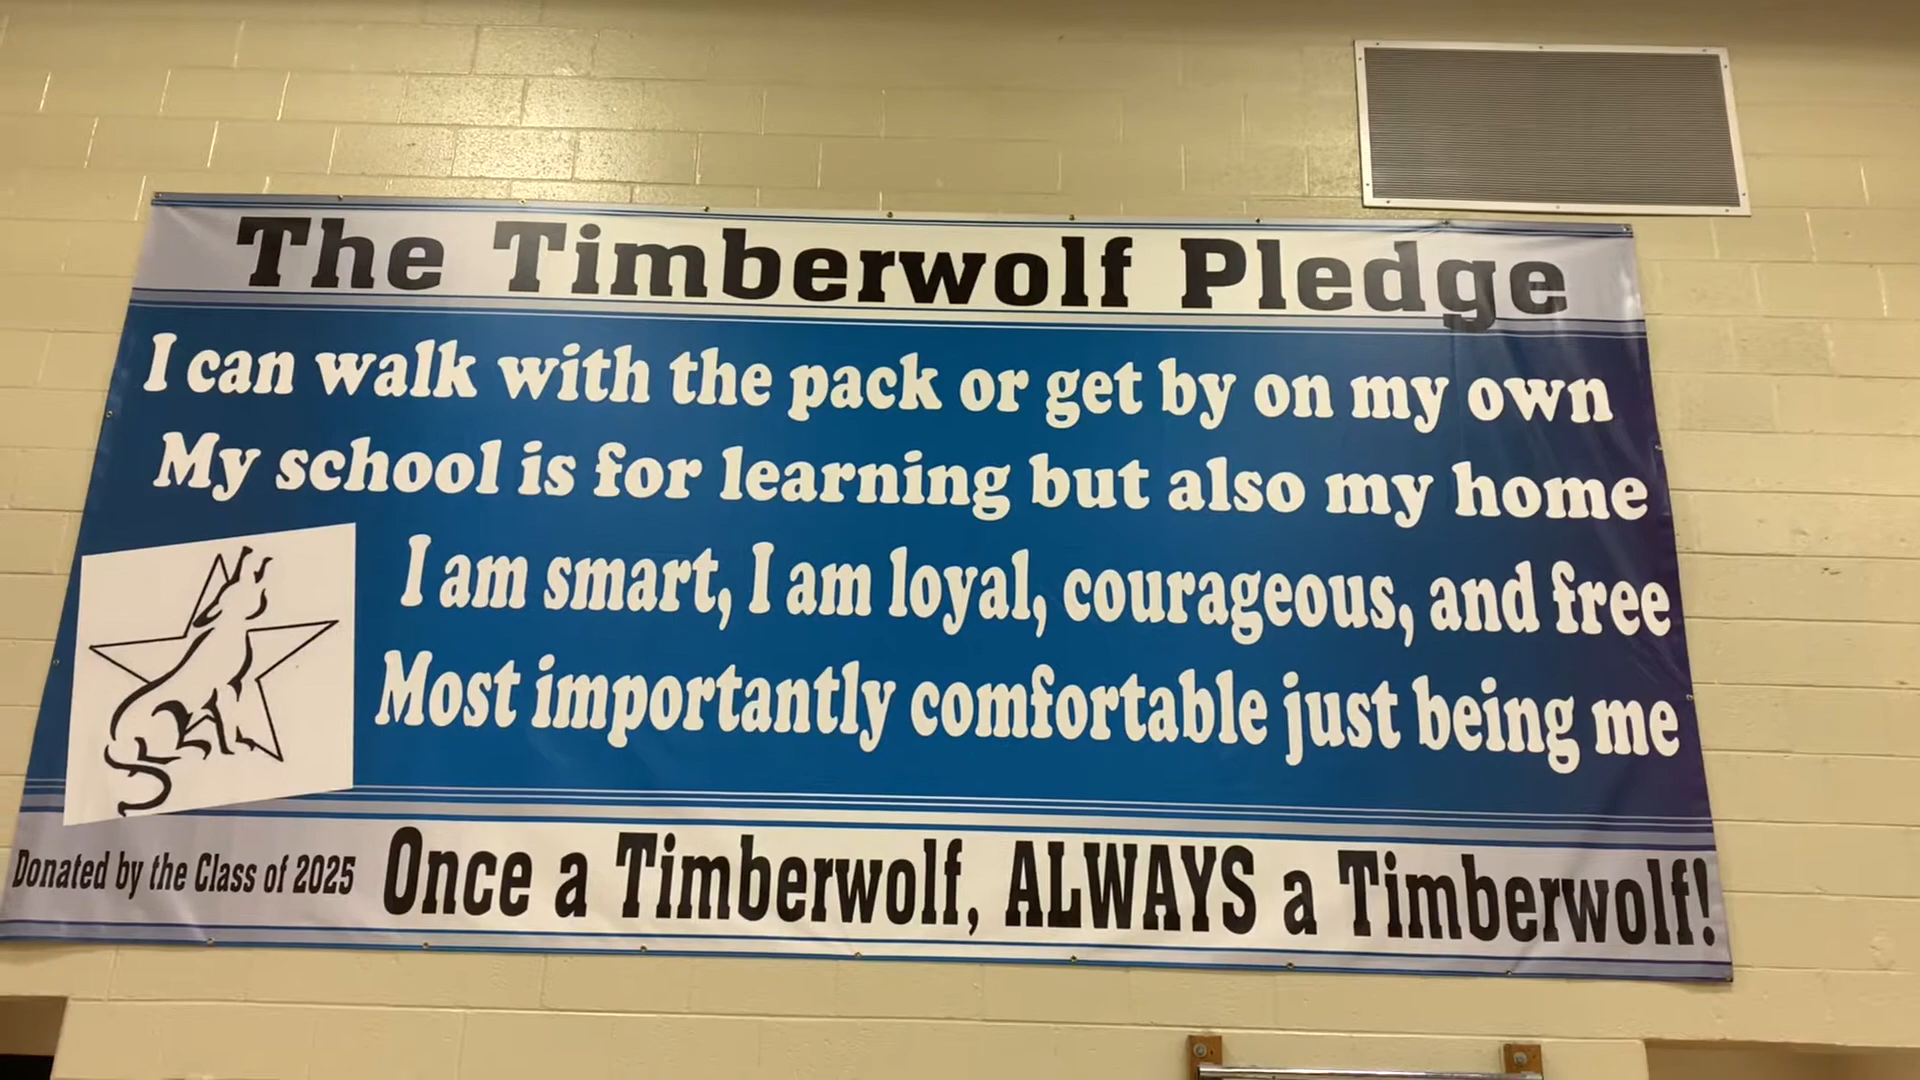 The Timberwolf Pledge
I can walk with the pack or get by on my own
My school is for learning but also my home
I am smart, I am loyal, courageous, and free
Most importantly comfortable just being me
Donated by the Class of 2025
Once a Timberwolf, ALWAYS a Timberwolf!